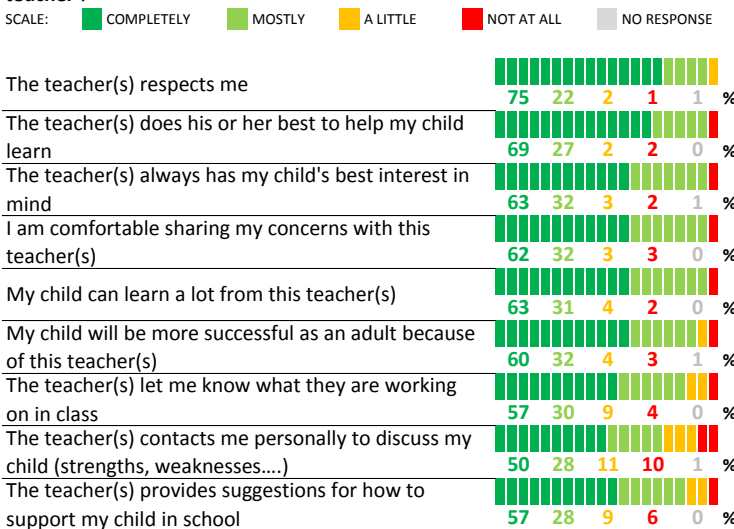 teacher?
SCALE: COMPLETELY MOSTLY A LITTLE NOT AT ALL NO RESPONSE
The teacher(s) respects me
75 22 2 1 1 %
The teacher(s) does his or her best to help my child
learn
69 27 2 2 0 %
The teacher(s) always has my child's best interest in
mind
63 32 3 2 1 %
I am comfortable sharing my concerns with this
teacher(s)
62 32 3 3 0 %
My child can learn a lot from this teacher(s)
63 31 4 2 0 %
My child will be more successful as an adult because
of this teacher(s)
60 32 4 3 1 %
The teacher(s) let me know what they are working
on in class
57 30 9 4 0 %
The teacher(s) contacts me personally to discuss my
child (strengths, weaknesses....)
50 28 11 10 1 %
The teacher(s) provides suggestions for how to
support my child in school
57 28 9 6 0 %